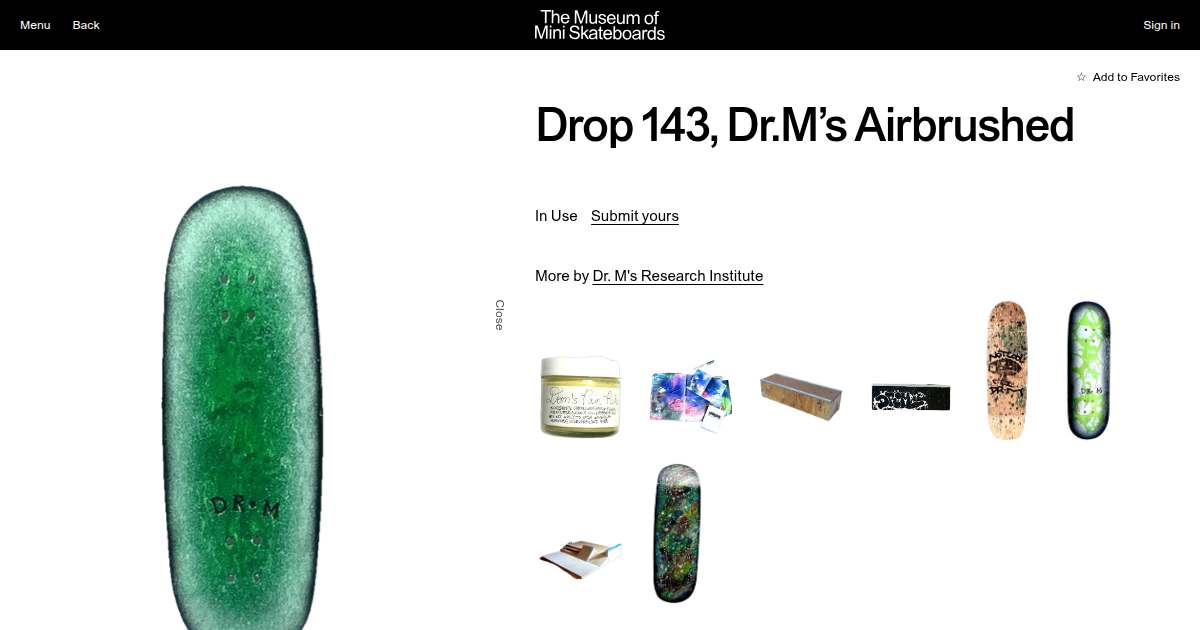 Menu
Back
The Museum of
Mini Skateboards
Sign in
☆ Add to Favorites
Drop 143, Dr.M’s Airbrushed
In Use
Submit yours
More by Dr. M's Research Institute
Close
DR•M
DR•M